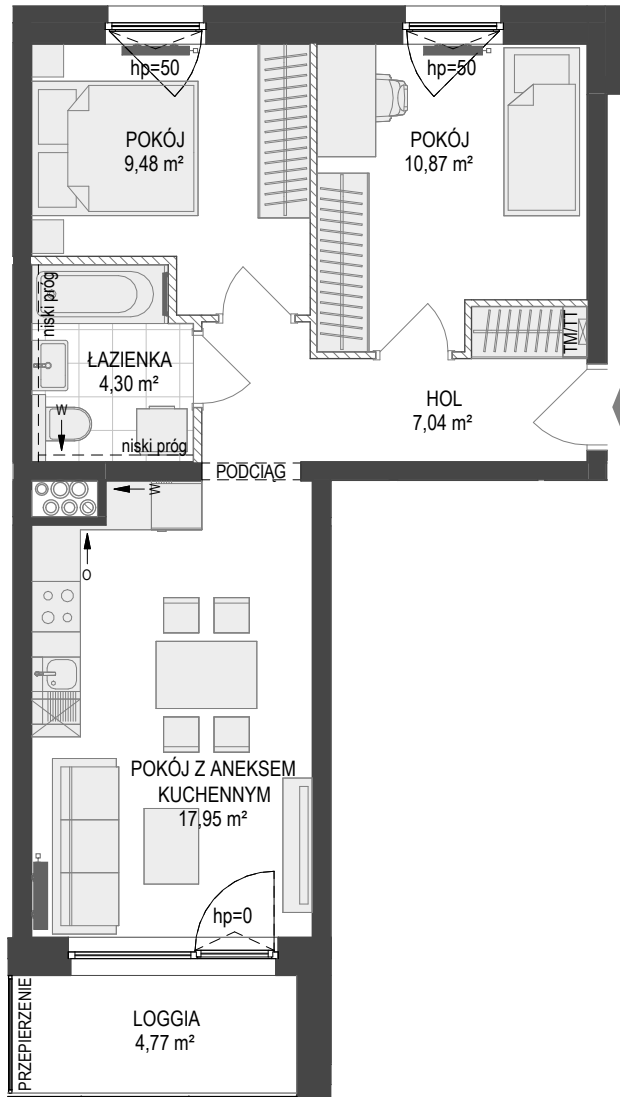 hp=50
hp=50
POKÓJ
9,48 m²
POKÓJ
10,87 m²
niski próg
TM/TT
ŁAZIENKA
4,30 m²
HOL
7,04 m²
W
niski próg
PODCIĄG
W
O
POKÓJ Z ANEKSEM
KUCHENNYM
17,95 m²
hp=0
PRZEPIERZENIE
LOGGIA
4,77 m²